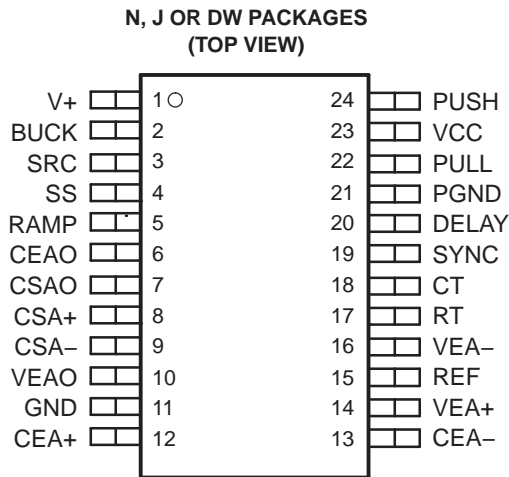 N, J OR DW PACKAGES
(TOP VIEW)
V+ 1 24 PUSH
BUCK 2 23 VCC
SRC 3 22 PULL
SS 4 21 PGND
RAMP 5 20 DELAY
CEAO 6 19 SYNC
CSAO 7 18 CT
CSA+ 8 17 RT
CSA– 9 16 VEA–
VEAO 10 15 REF
GND 11 14 VEA+
CEA+ 12 13 CEA–